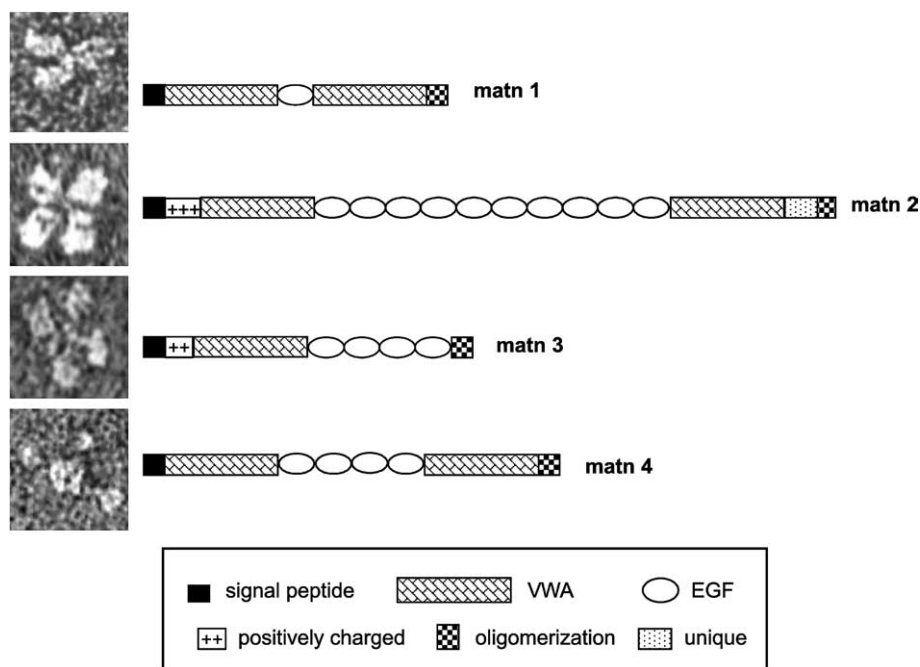 matn 1
+++
matn 2
++
matn 3
matn 4
signal peptide VWA EGF
++ positively charged oligomerization unique